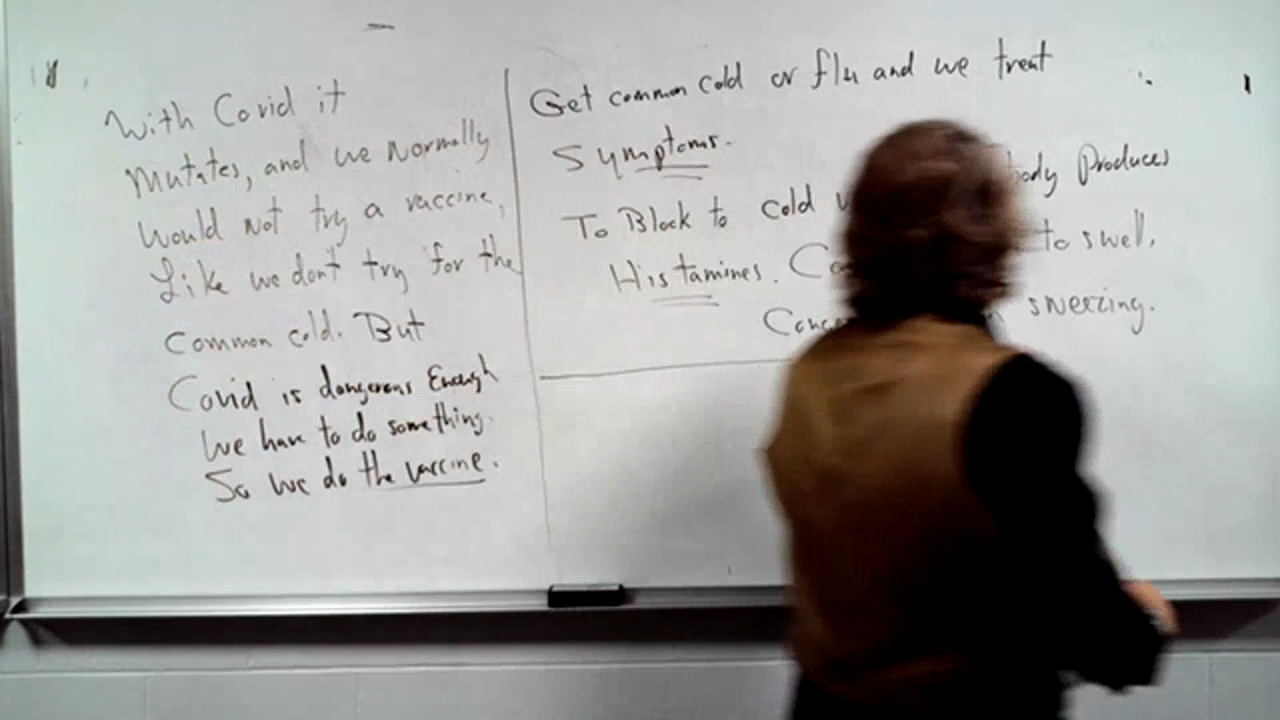 With Covid it
Mutates, and we normally
would not try a vaccine,
Like we don't try for the
common cold. But
Covid is dangerous Enough
we have to do something.
So we do the vaccine.
Get common cold or flu and we treat
Symptoms.
To Block to cold body Produces
Histamines. to swell,
sneezing.